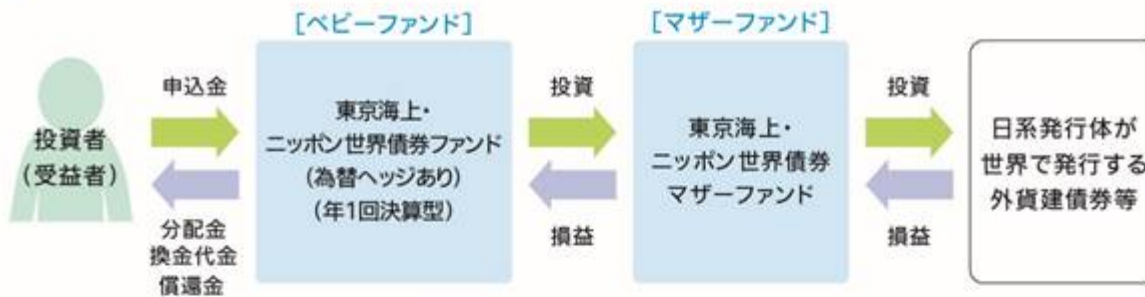 [ベビーファンド]
[マザーファンド]
投資者
(受益者)
申込金
分配金
換金代金
償還金
東京海上・
ニッポン世界債券ファンド
(為替ヘッジあり)
(年1回決算型)
投資
損益
東京海上・
ニッポン世界債券
マザーファンド
投資
損益
日系発行体が
世界で発行する
外貨建債券等